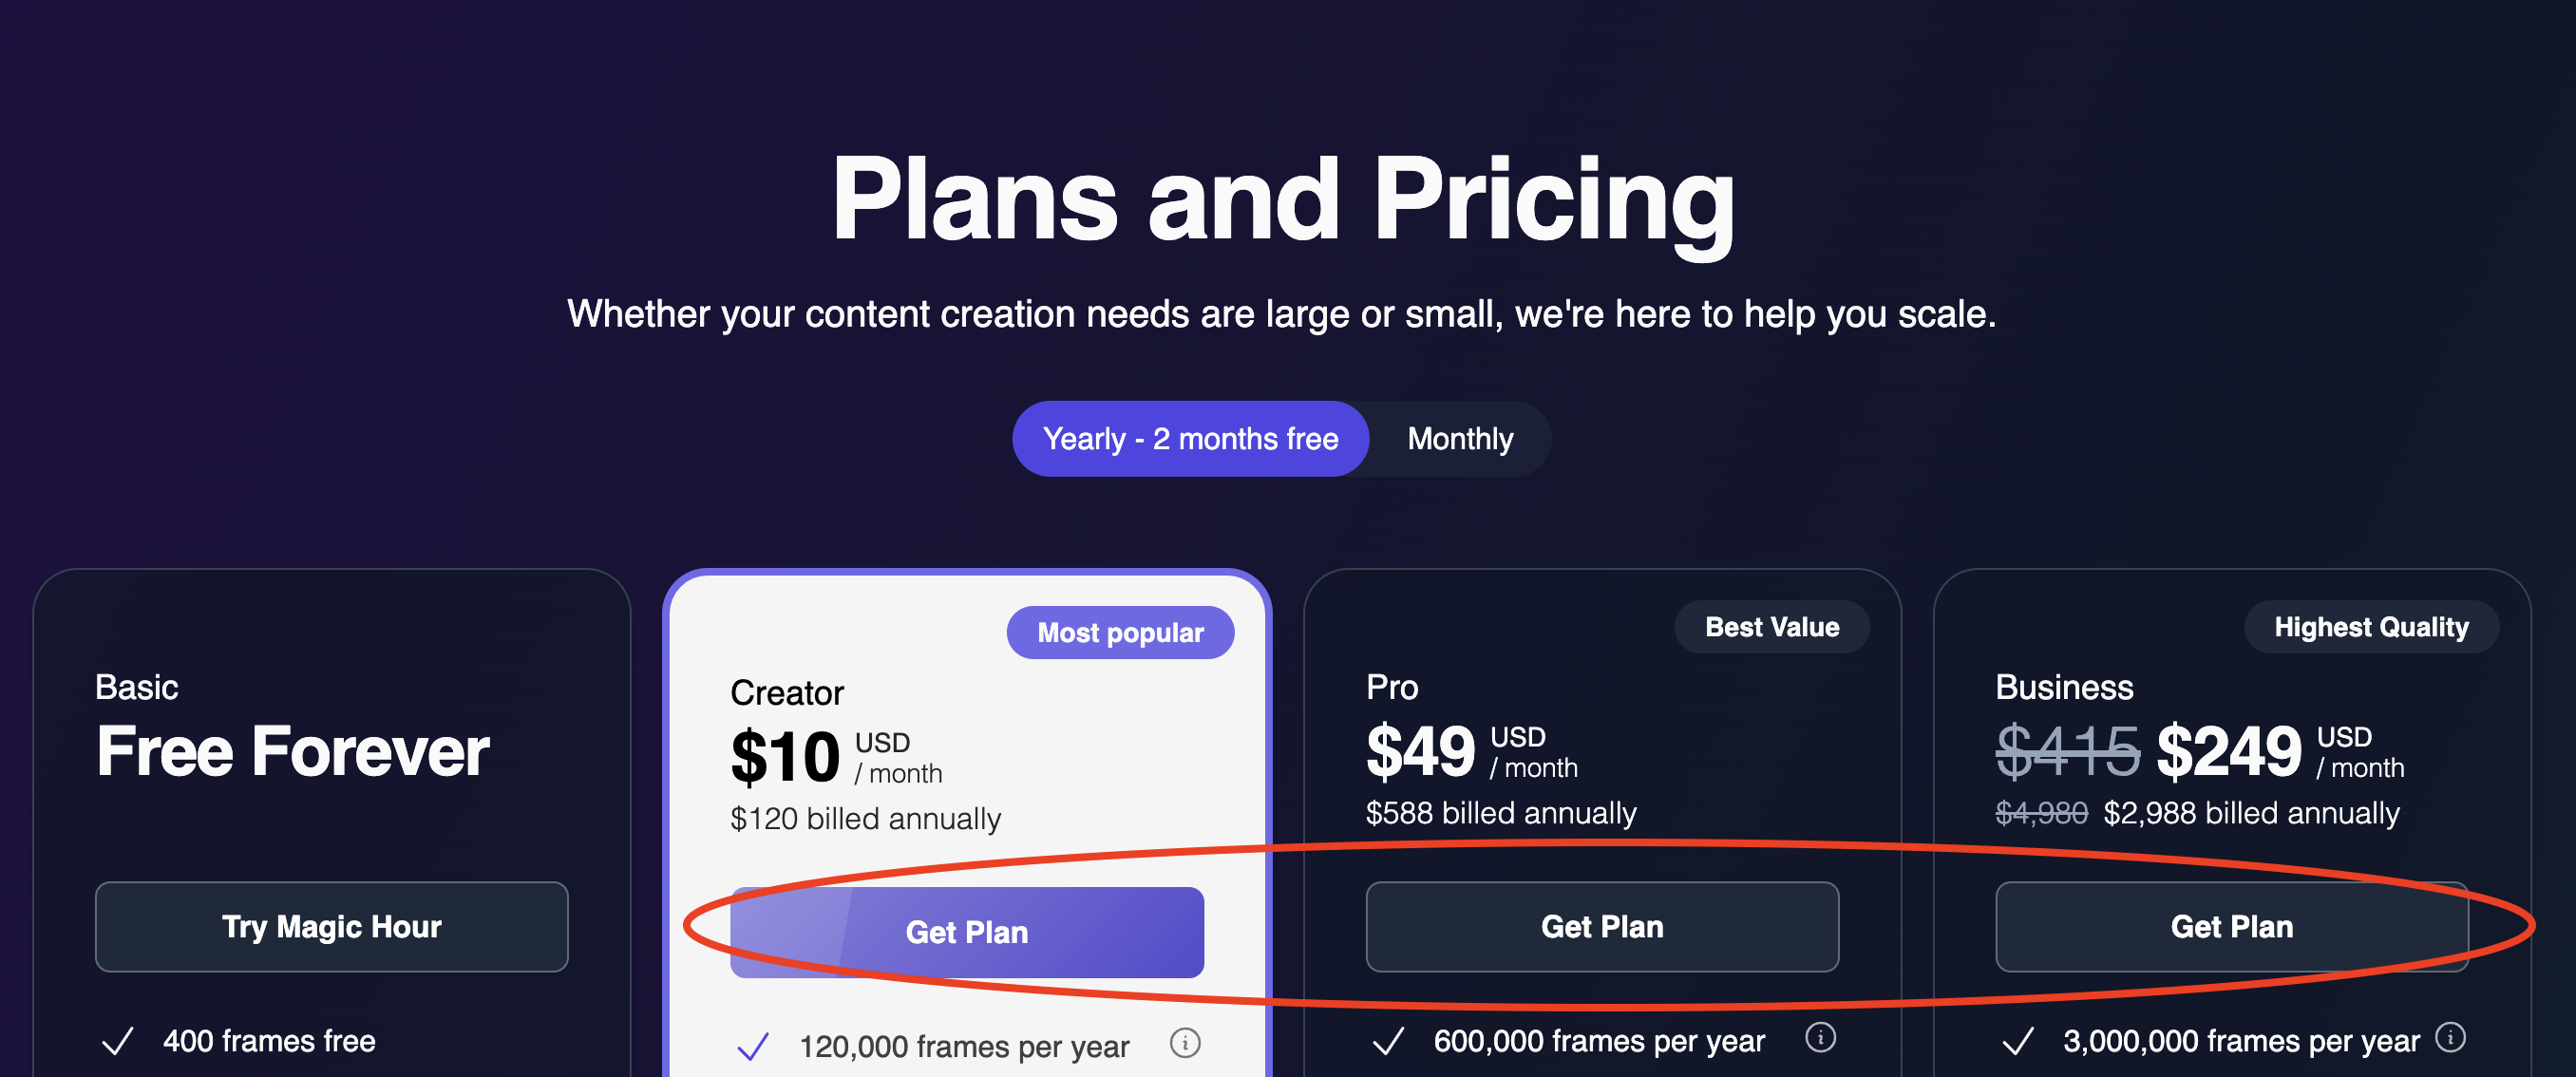 Plans and Pricing
Whether your content creation needs are large or small, we're here to help you scale.
Yearly - 2 months free
Monthly
Basic
Free Forever
Try Magic Hour
400 frames free
Most popular
Creator
$10 USD / month
$120 billed annually
Get Plan
120,000 frames per year
Best Value
Pro
$49 USD / month
$588 billed annually
Get Plan
600,000 frames per year
Highest Quality
Business
$415 $249 USD / month
$4,980 $2,988 billed annually
Get Plan
3,000,000 frames per year